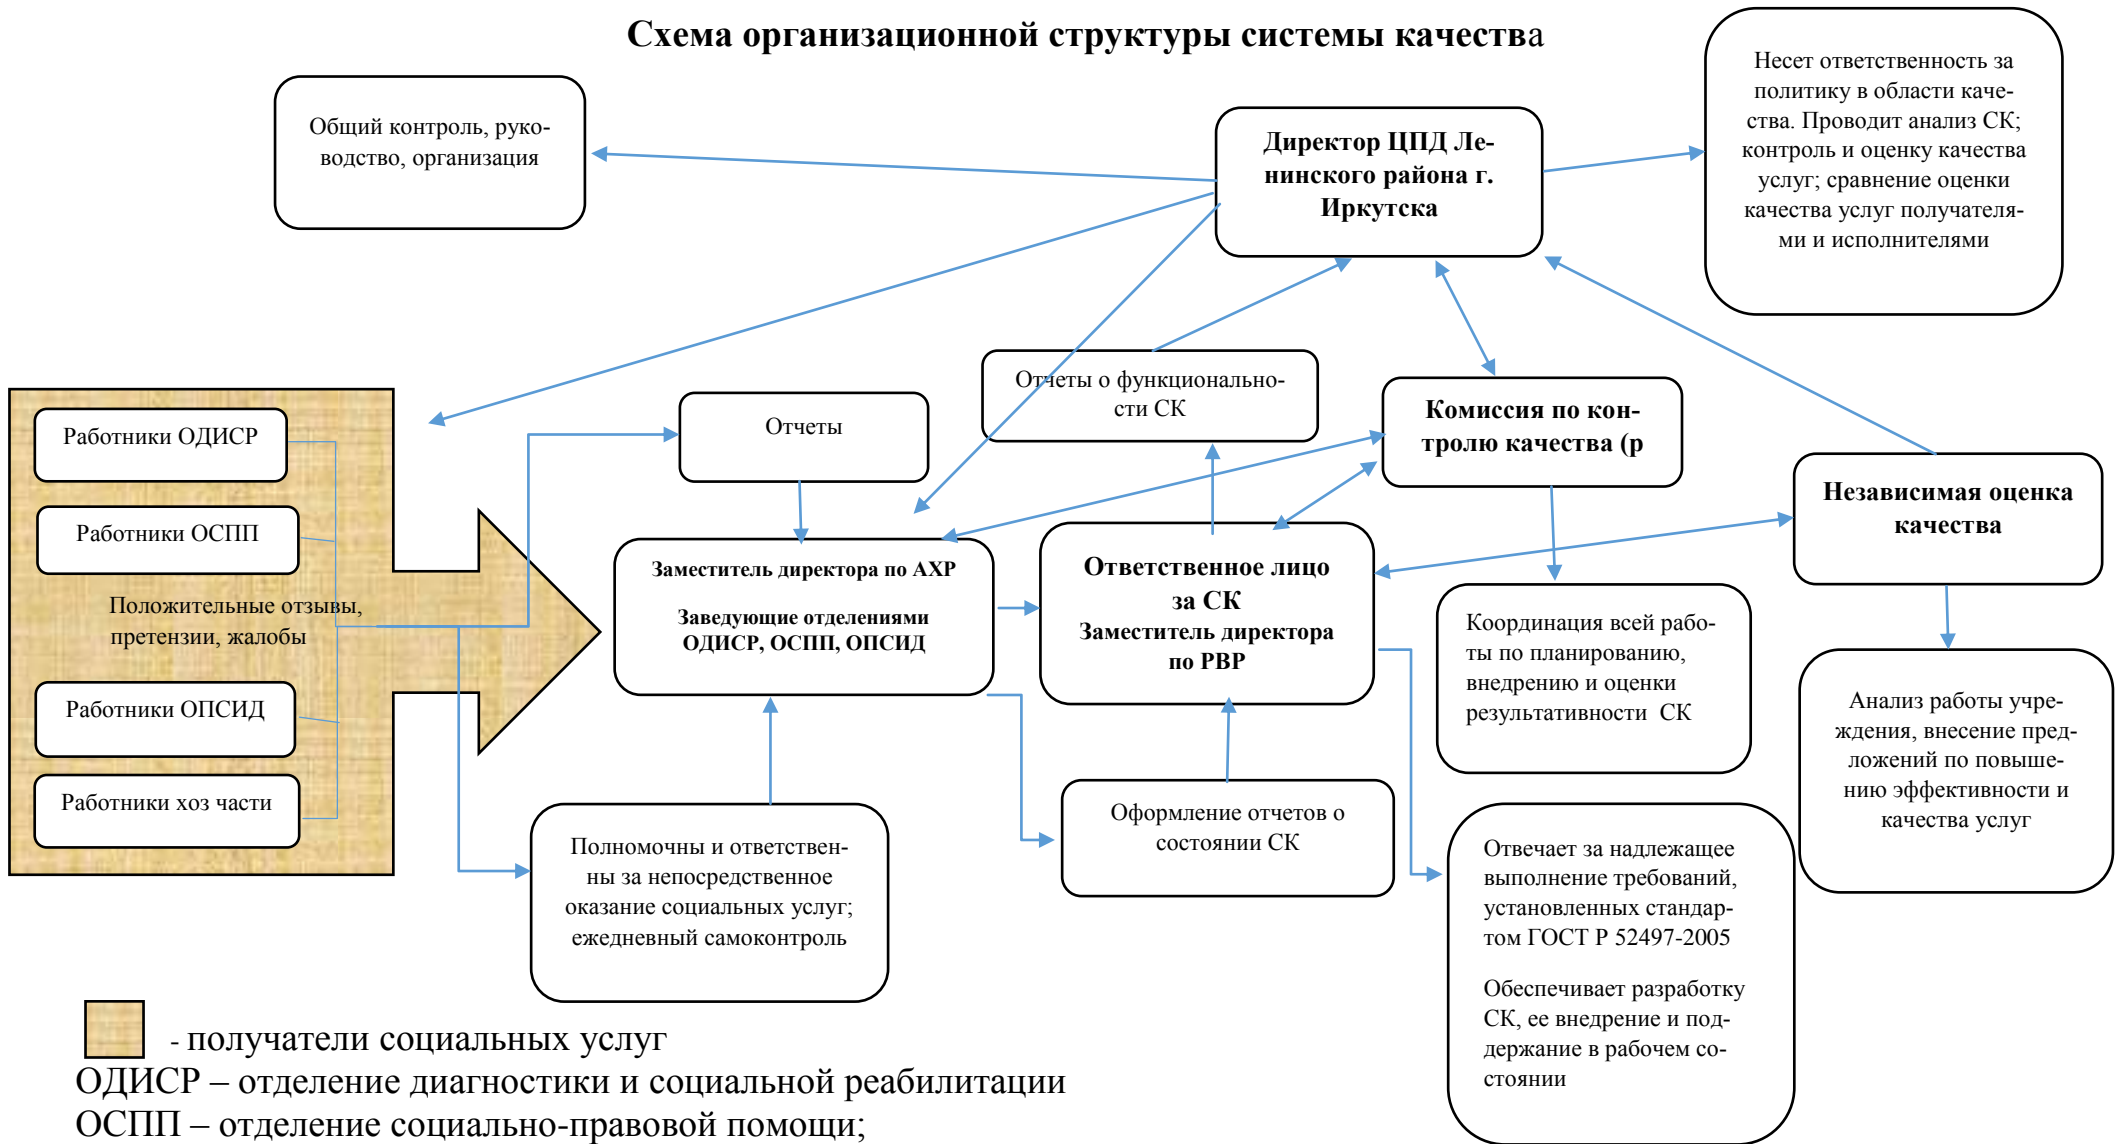 Схема организационной структуры системы качества
Общий контроль, руко-
водство, организация
Директор ЦПД Ле-
нинского района г.
Иркутска
Несет ответственность за
политику в области каче-
ства. Проводит анализ СК;
контроль и оценку качества
услуг; сравнение оценки
качества услуг получателя-
ми и исполнителями
Работники ОДИСР
Работники ОСПП
Положительные отзывы,
претензии, жалобы
Работники ОПСИД
Работники хоз части
Отчеты
Отчеты о функционально-
сти СК
Комиссия по кон-
тролю качества (р
Независимая оценка
качества
Заместитель директора по АХР
Заведующие отделениями
ОДИСР, ОСПП, ОПСИД
Ответственное лицо
за СК
Заместитель директора
по РВР
Координация всей рабо-
ты по планированию,
внедрению и оценки
результативности СК
Анализ работы учре-
ждения, внесение пред-
ложений по повыше-
нию эффективности и
качества услуг
Полномочны и ответствен-
ны за непосредственное
оказание социальных услуг;
ежедневный самоконтроль
Оформление отчетов о
состоянии СК
Отвечает за надлежащее
выполнение требований,
установленных стандар-
том ГОСТ Р 52497-2005
Обеспечивает разработку
СК, ее внедрение и под-
держание в рабочем со-
стоянии
- получатели социальных услуг
ОДИСР – отделение диагностики и социальной реабилитации
ОСПП – отделение социально-правовой помощи;